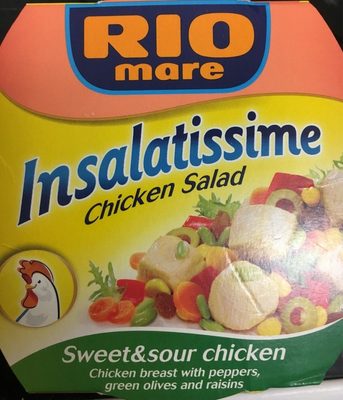 RIO
mare
Insalatissime
Chicken Salad
Sweet&sour chicken
Chicken breast with peppers,
green olives and raisins